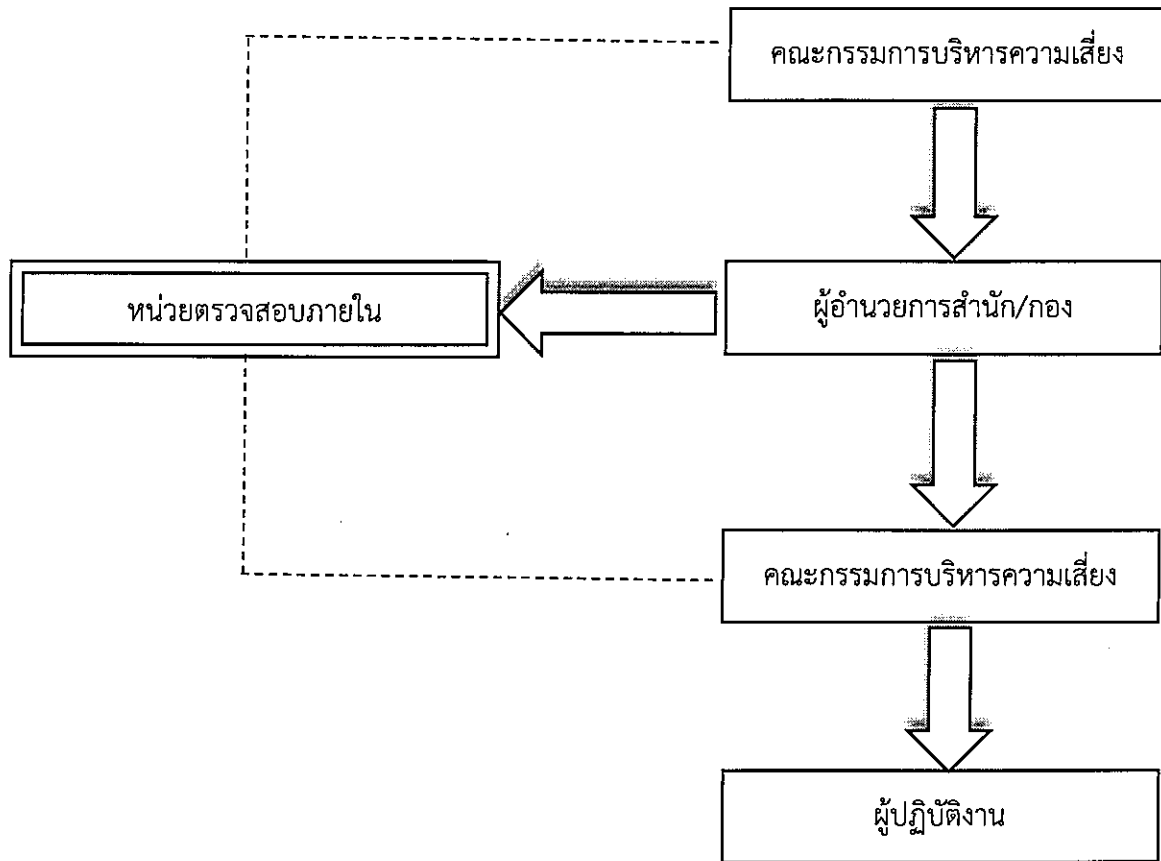 คณะกรรมการบริหารความเสี่ยง
หน่วยตรวจสอบภายใน
ผู้อำนวยการสำนัก/กอง
คณะกรรมการบริหารความเสี่ยง
ผู้ปฏิบัติงาน